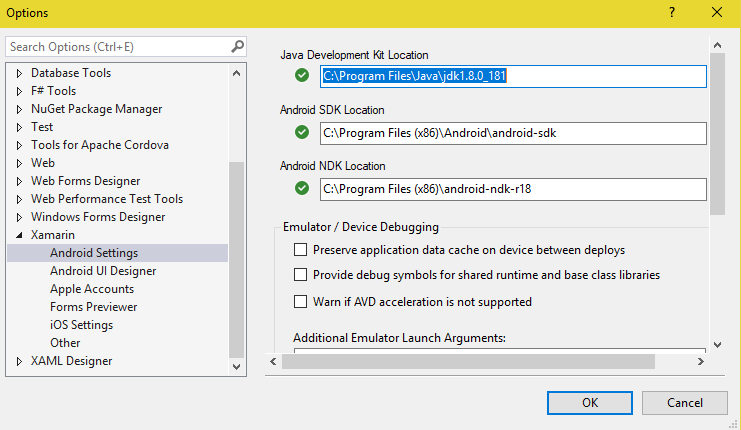 Options
?
Search Options (Ctrl+E)
Database Tools
F# Tools
NuGet Package Manager
Test
Tools for Apache Cordova
Web
Web Forms Designer
Web Performance Test Tools
Windows Forms Designer
Xamarin
Android Settings
Android UI Designer
Apple Accounts
Forms Previewer
iOS Settings
Other
XAML Designer
Java Development Kit Location
C:\Program Files\Java\jdk1.8.0_181
Android SDK Location
C:\Program Files (x86)\Android\android-sdk
Android NDK Location
C:\Program Files (x86)\android-ndk-r18
Emulator / Device Debugging
Preserve application data cache on device between deploys
Provide debug symbols for shared runtime and base class libraries
Warn if AVD acceleration is not supported
Additional Emulator Launch Arguments:
OK
Cancel